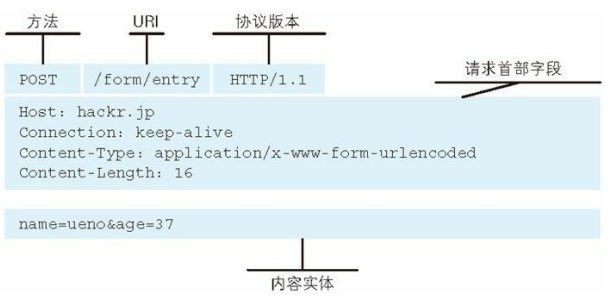 方法 URI 协议版本
请求首部字段
POST /form/entry HTTP/1.1
Host: hackr.jp
Connection: keep-alive
Content-Type: application/x-www-form-urlencoded
Content-Length: 16
name=ueno&age=37
内容实体